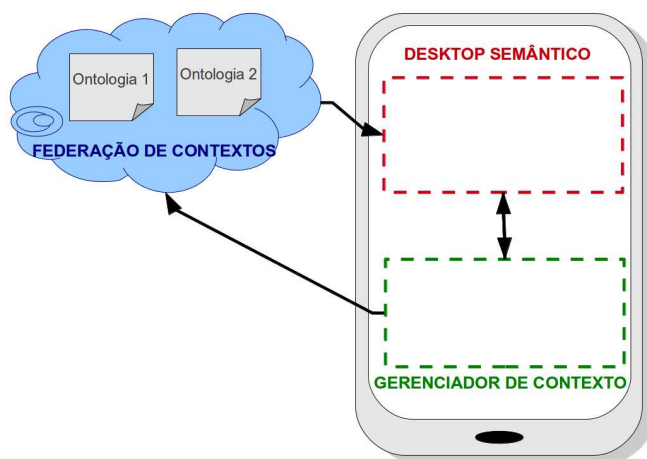 Ontologia 1
Ontologia 2
FEDERAÇÃO DE CONTEXTOS
DESKTOP SEMÂNTICO
GERENCIADOR DE CONTEXTO